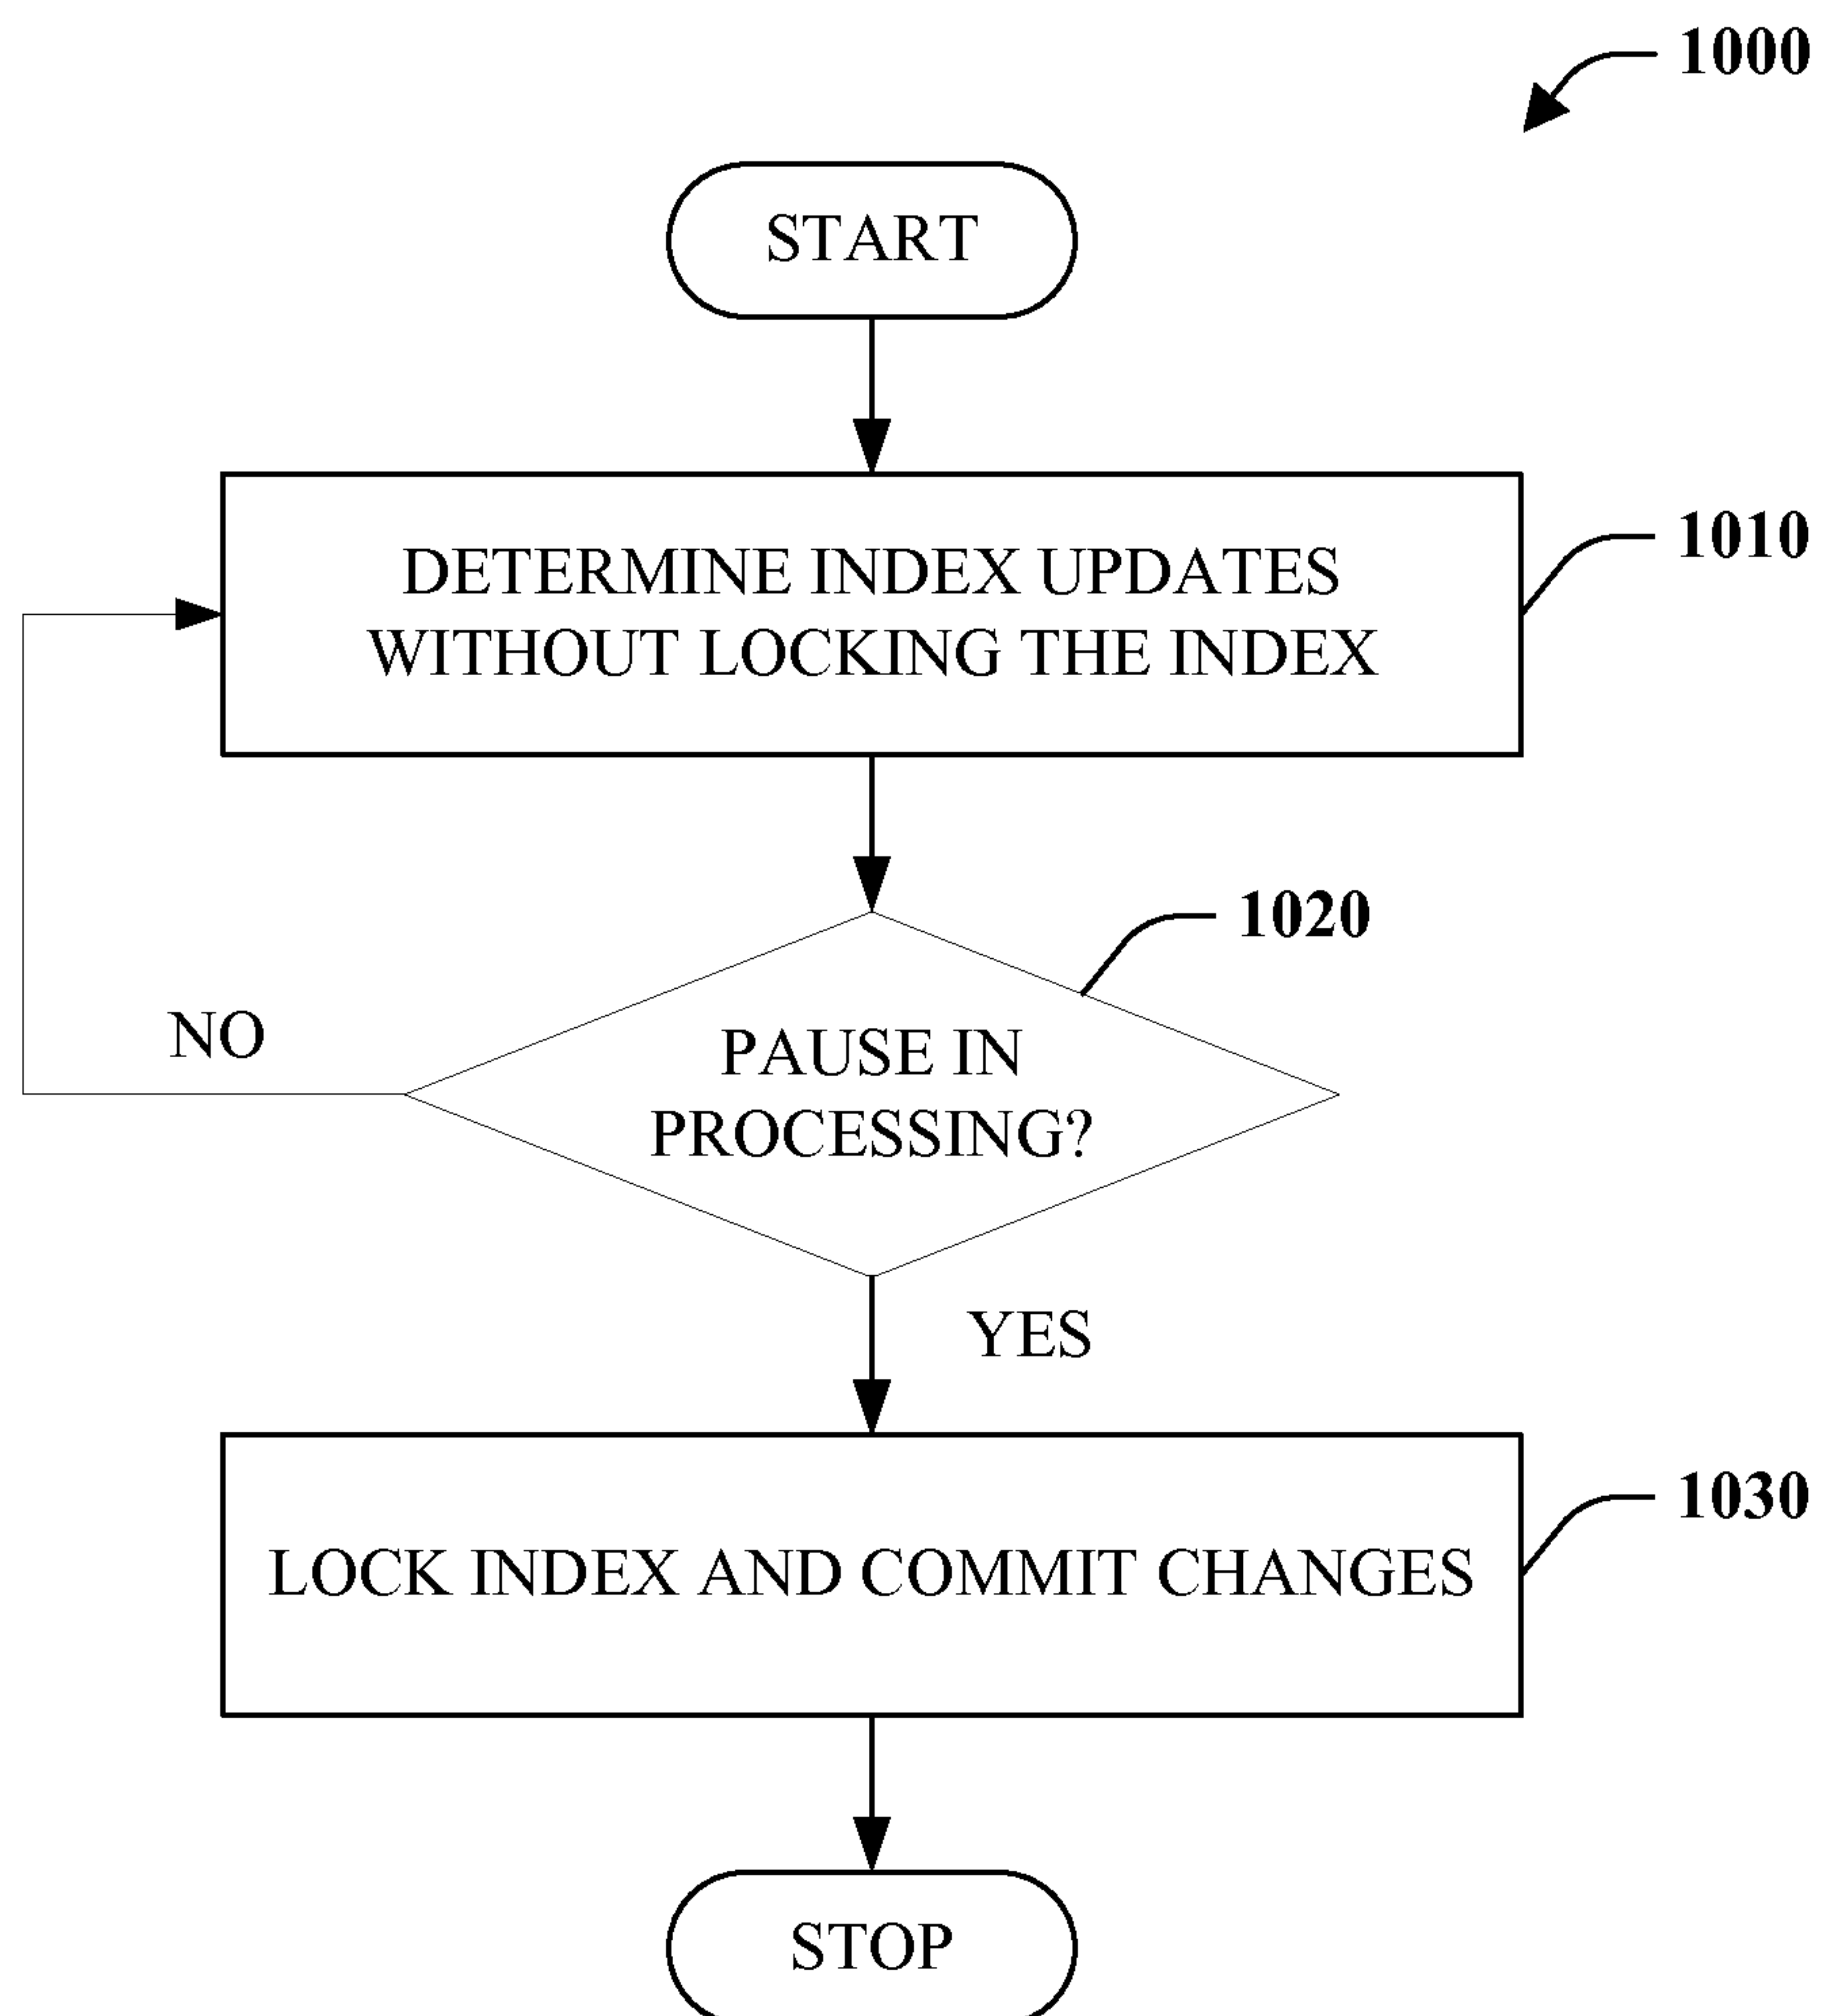 1000
START
DETERMINE INDEX UPDATES
WITHOUT LOCKING THE INDEX
1010
1020
PAUSE IN
PROCESSING?
NO
YES
LOCK INDEX AND COMMIT CHANGES
1030
STOP